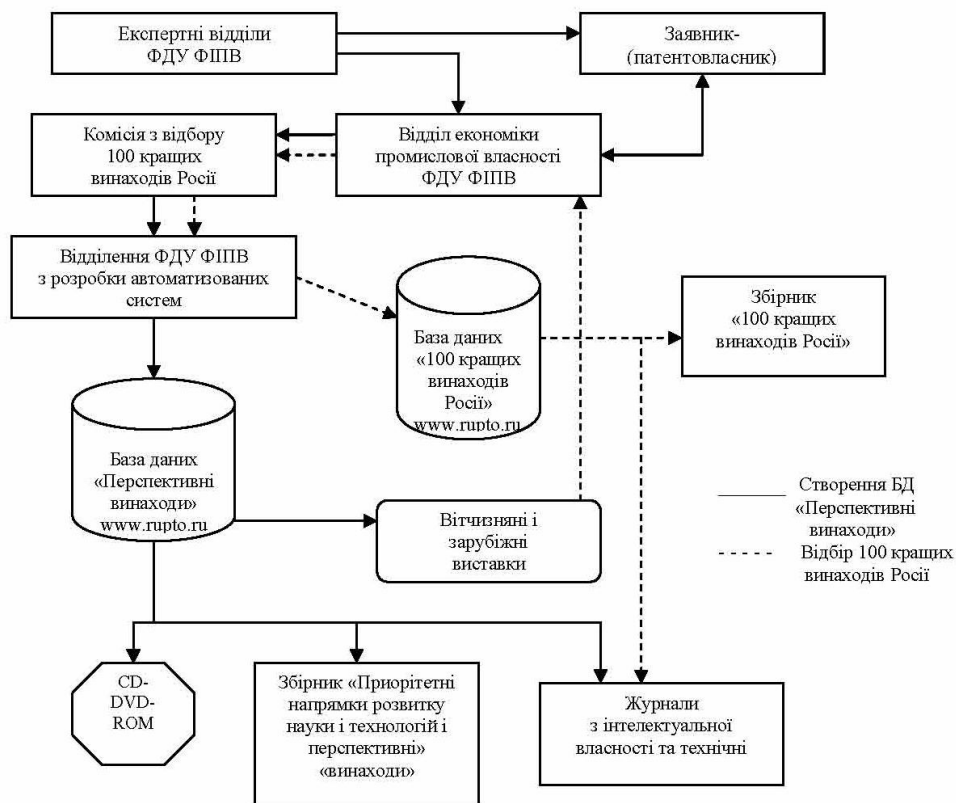 Експертні відділи
ФДУ ФІПВ
Заявник-
(патентовласник)
Комісія з відбору
100 кращих
винаходів Росії
Відділ економіки
промислової власності
ФДУ ФІПВ
Відділення ФДУ ФІПВ
з розробки автоматизованих
систем
База даних
«100 кращих
винаходів
Росії»
www.rupto.ru
Збірник
«100 кращих
винаходів Росії»
База даних
«Перспективні
винаходи»
www.rupto.ru
Вітчизняні і
зарубіжні
виставки
Створення БД
«Перспективні
винаходи»
Відбір 100 кращих
винаходів Росії
CD-
DVD-
ROM
Збірник «Приорітетні
напрямки розвитку
науки і технологій і
перспективні»
«винаходи»
Журнали
з інтелектуальної
власності та технічні